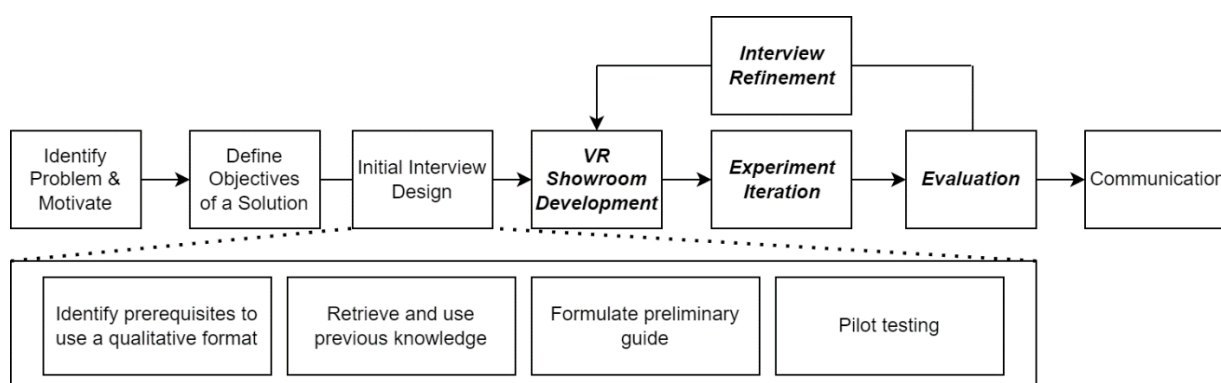 Interview
Refinement
Identify
Problem &
Motivate
Define
Objectives
of a Solution
Initial Interview
Design
VR
Showroom
Development
Experiment
Iteration
Evaluation
Communication
Identify prerequisites to
use a qualitative format
Retrieve and use
previous knowledge
Formulate preliminary
guide
Pilot testing